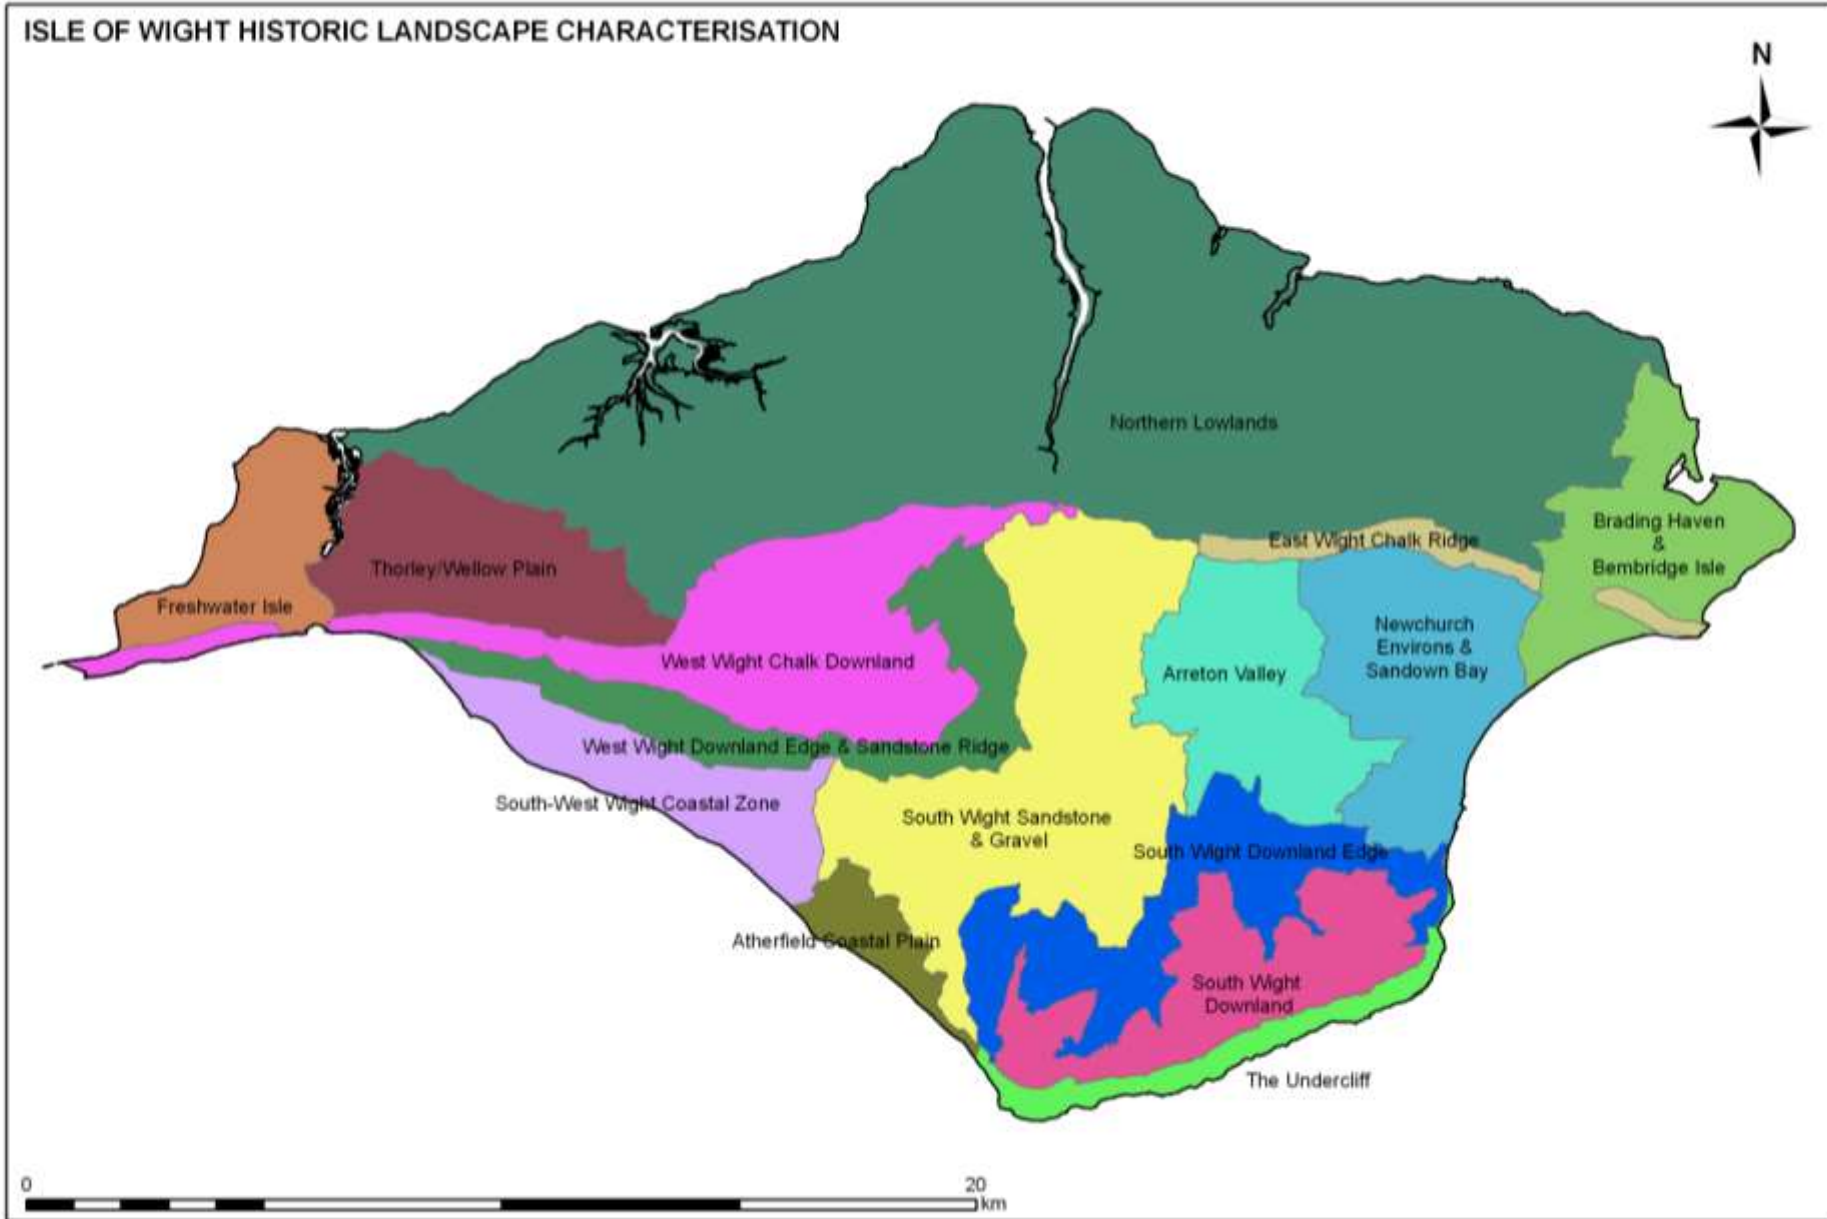 ISLE OF WIGHT HISTORIC LANDSCAPE CHARACTERISATION
N
Northern Lowlands
Brading Haven
&
Bembridge Isle
East Wight Chalk Ridge
Thorley/Wellow Plain
Freshwater Isle
Newchurch
Environs &
Sandown Bay
West Wight Chalk Downland
Arreton Valley
West Wight Downland Edge & Sandstone Ridge
South-West Wight Coastal Zone
South Wight Sandstone
& Gravel
South Wight Downland Edge
Atherfield Coastal Plain
South Wight
Downland
The Undercliff
0
20
km